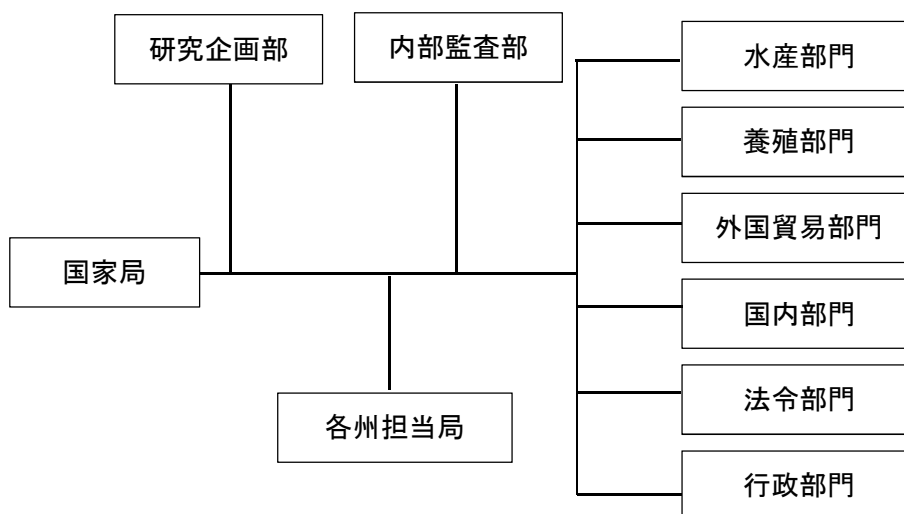 研究企画部
内部監査部
水産部門
養殖部門
外国貿易部門
国家局
国内部門
各州担当局
法令部門
行政部門